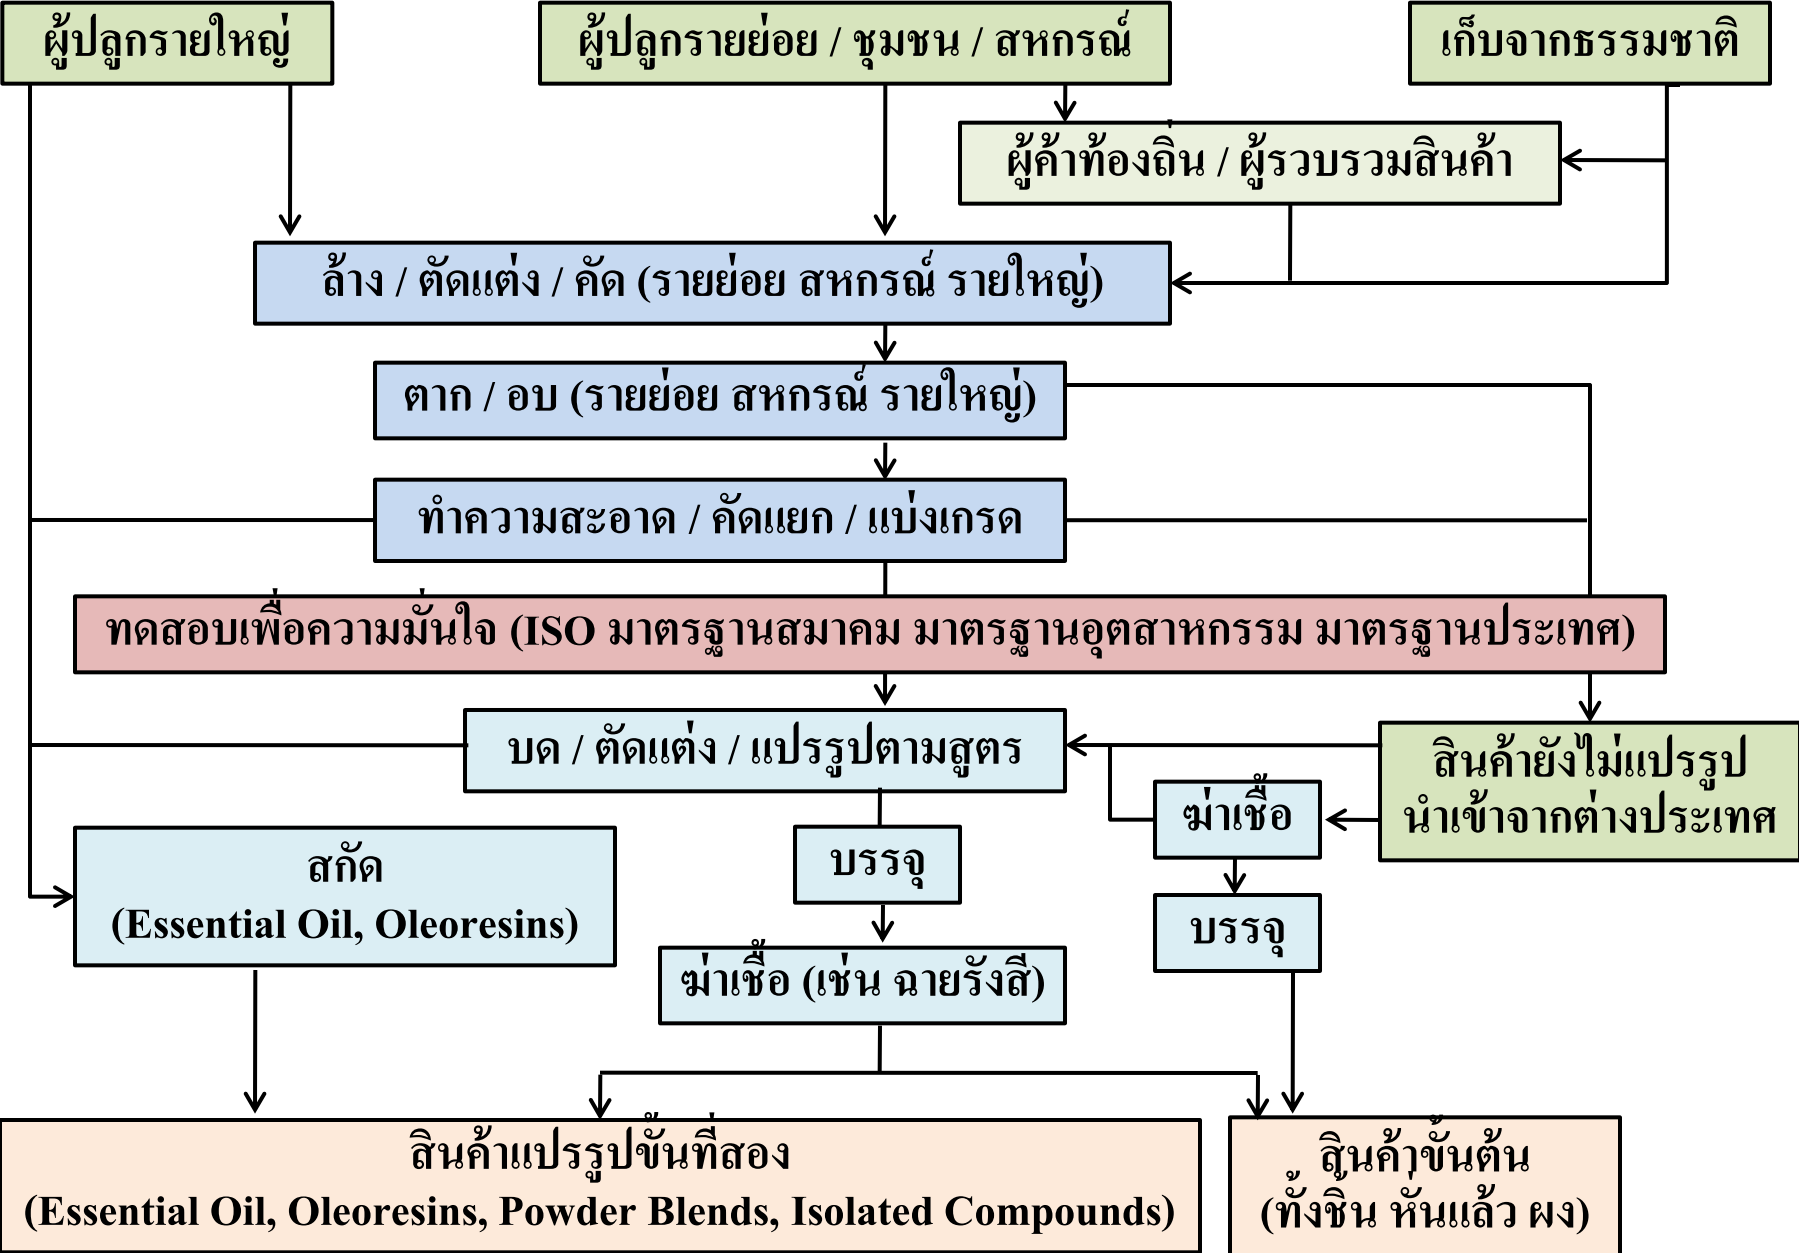 ผู้ปลูกรายใหญ่
ผู้ปลูกรายย่อย / ชุมชน / สหกรณ์
เก็บจากธรรมชาติ
ผู้ค้าท้องถิ่น / ผู้รวบรวมสินค้า
ล้าง / ตัดแต่ง / คัด (รายย่อย สหกรณ์ รายใหญ่)
ตาก / อบ (รายย่อย สหกรณ์ รายใหญ่)
ทำความสะอาด / คัดแยก / แบ่งเกรด
ทดสอบเพื่อความมั่นใจ (ISO มาตรฐานสมาคม มาตรฐานอุตสาหกรรม มาตรฐานประเทศ)
บด / ตัดแต่ง / แปรรูปตามสูตร
สินค้ายังไม่แปรรูป
นำเข้าจากต่างประเทศ
ฆ่าเชื้อ
บรรจุ
สกัด
(Essential Oil, Oleoresins)
บรรจุ
ฆ่าเชื้อ (เช่น ฉายรังสี)
สินค้าแปรรูปขั้นที่สอง
(Essential Oil, Oleoresins, Powder Blends, Isolated Compounds)
สินค้าขั้นต้น
(ทั้งชิ้น หั่นแล้ว ผง)